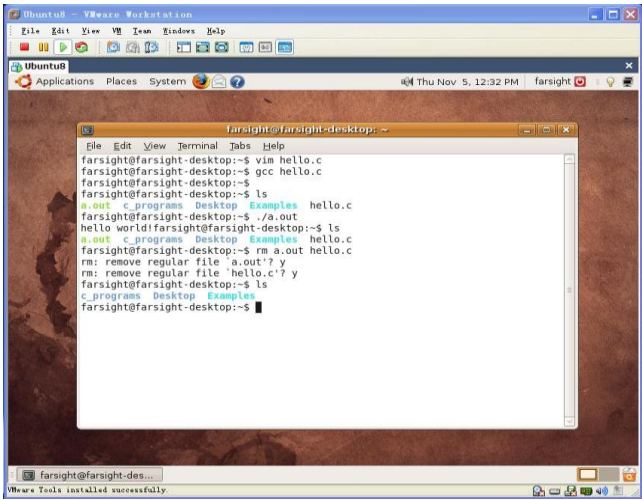 Ubuntu8 - VMware Workstation
File Edit View VM Team Windows Help
Ubuntu8
Applications Places System Thu Nov 5, 12:32 PM farsight
farsight@farsight-desktop: ~
File Edit View Terminal Tabs Help
farsight@farsight-desktop:~$ vim hello.c
farsight@farsight-desktop:~$ gcc hello.c
farsight@farsight-desktop:~$
farsight@farsight-desktop:~$ ls
a.out c_programs Desktop Examples hello.c
farsight@farsight-desktop:~$ ./a.out
hello world!farsight@farsight-desktop:~$ ls
a.out c_programs Desktop Examples hello.c
farsight@farsight-desktop:~$ rm a.out hello.c
rm: remove regular file `a.out'? y
rm: remove regular file `hello.c'? y
farsight@farsight-desktop:~$ ls
c_programs Desktop Examples
farsight@farsight-desktop:~$
farsight@farsight-des...
VMware Tools installed successfully.